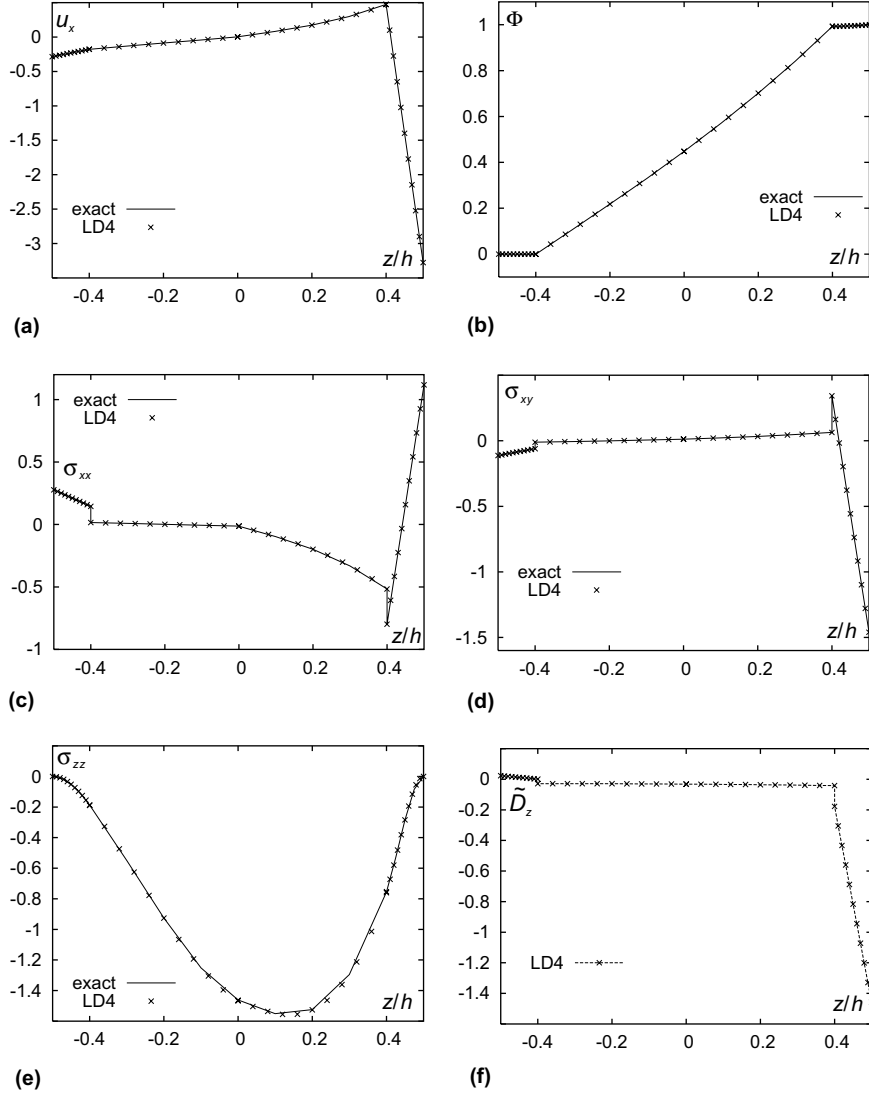 u_x
0
-0.5
-1
-1.5
-2
-2.5
-3
exact
LD4
z/h
-0.4 -0.2 0 0.2 0.4
(a)
Φ
1
0.8
0.6
0.4
0.2
0
exact
LD4
z/h
-0.4 -0.2 0 0.2 0.4
(b)
exact
LD4
σ_xx
1
0.5
0
-0.5
-1
z/h
-0.4 -0.2 0 0.2 0.4
(c)
σ_xy
0
-0.5
-1
-1.5
exact
LD4
z/h
-0.4 -0.2 0 0.2 0.4
(d)
σ_zz
0
-0.2
-0.4
-0.6
-0.8
-1
-1.2
-1.4
-1.6
exact
LD4
z/h
-0.4 -0.2 0 0.2 0.4
(e)
D̃_z
0
-0.2
-0.4
-0.6
-0.8
-1
-1.2
-1.4
LD4
z/h
-0.4 -0.2 0 0.2 0.4
(f)